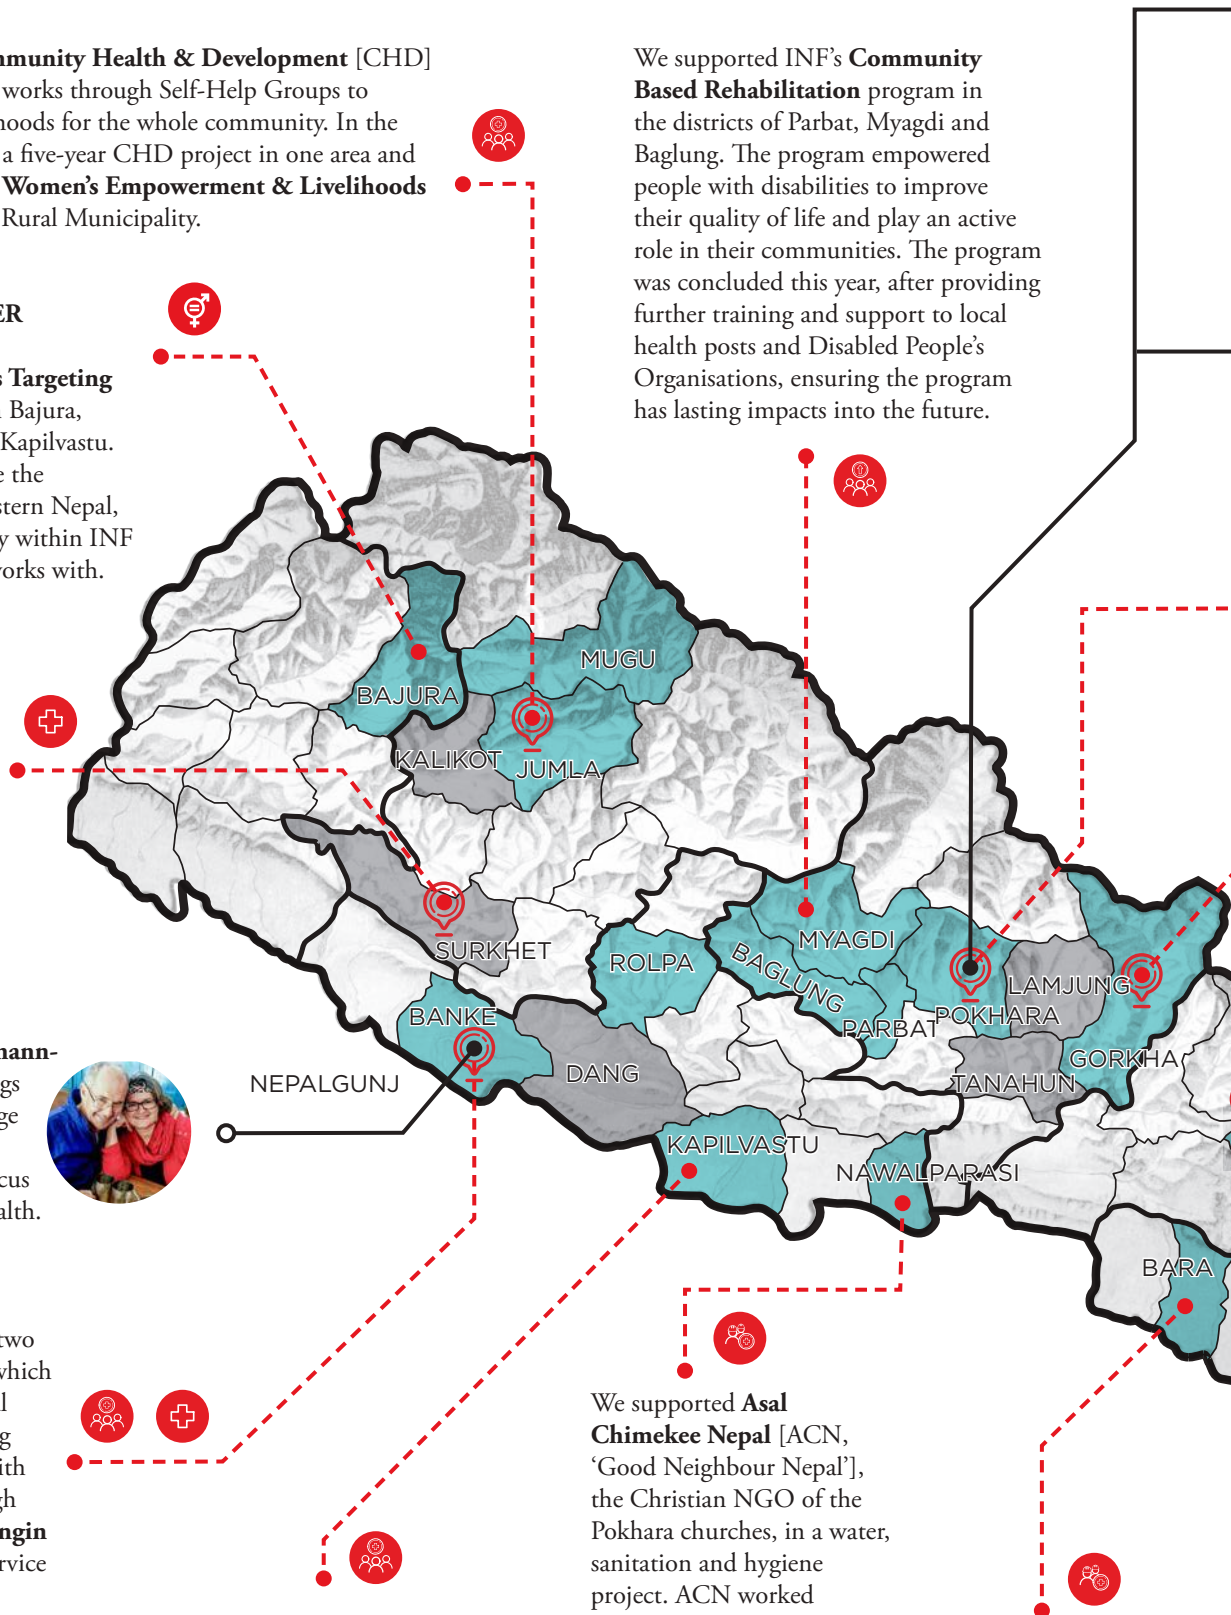 mmunity Health & Development [CHD]
works through Self-Help Groups to
hoods for the whole community. In the
a five-year CHD project in one area and
Women’s Empowerment & Livelihoods
Rural Municipality.
We supported INF’s Community
Based Rehabilitation program in
the districts of Parbat, Myagdi and
Baglung. The program empowered
people with disabilities to improve
their quality of life and play an active
role in their communities. The program
was concluded this year, after providing
further training and support to local
health posts and Disabled People’s
Organisations, ensuring the program
has lasting impacts into the future.
ER
s Targeting
n Bajura,
Kapilvastu.
e the
stern Nepal,
y within INF
works with.
MUGU
BAJURA
KALIKOT
JUMLA
SURKHET
ROLPA
MYAGDI
BAGLUNG
PARBAT
POKHARA
LAMJUNG
GORKHA
TANAHUN
BANKE
DANG
NEPALGUNJ
KAPILVASTU
NAWALPARASI
BARA
mann-
gs
ge
cus
alth.
two
which
l
g
ith
gh
ngin
rvice
We supported Asal
Chimekee Nepal [ACN,
‘Good Neighbour Nepal’],
the Christian NGO of the
Pokhara churches, in a water,
sanitation and hygiene
project. ACN worked